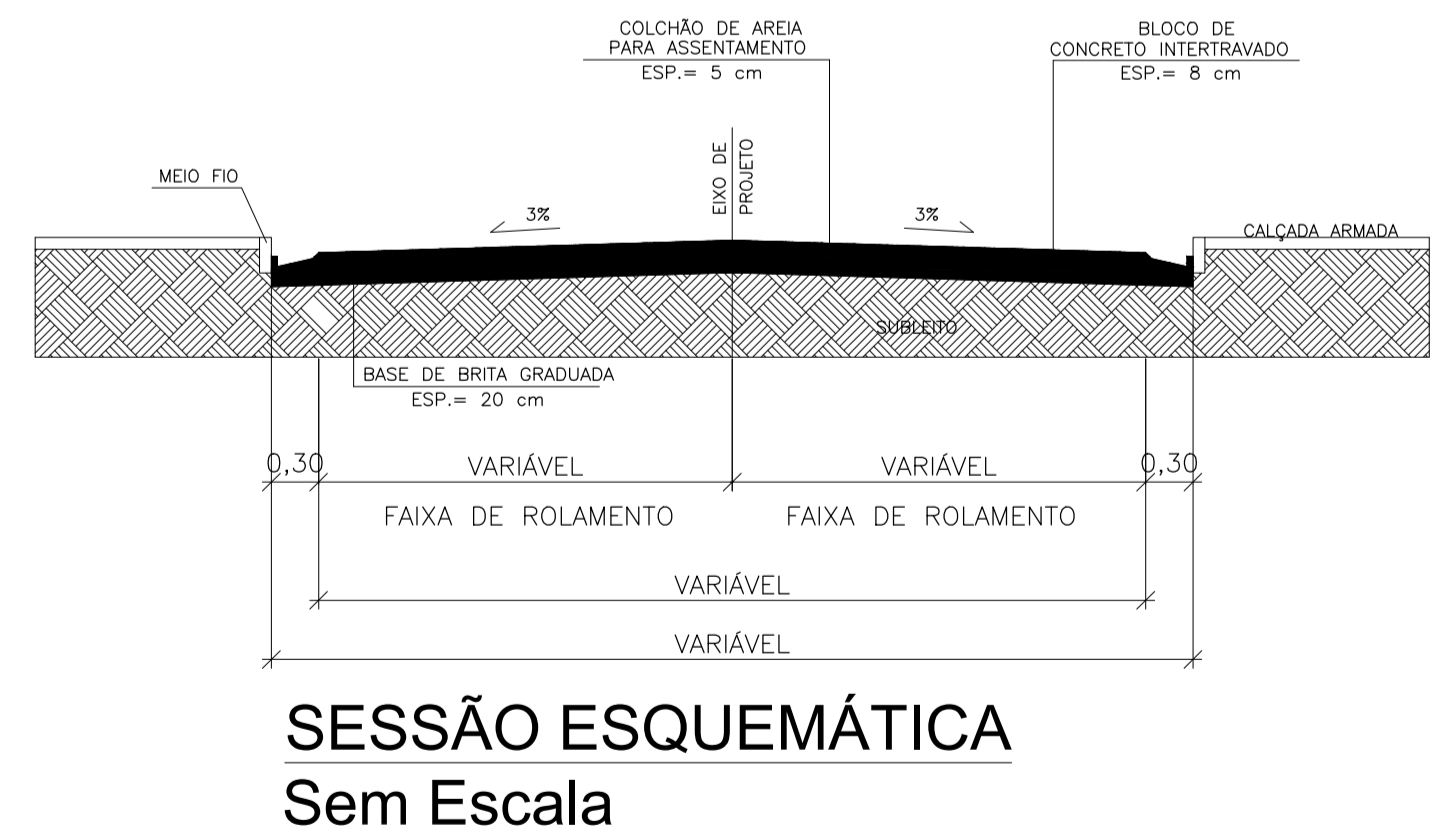 COLCHÃO DE AREIA
PARA ASSENTAMENTO
ESP.= 5 cm
BLOCO DE
CONCRETO INTERTRAVADO
ESP.= 8 cm
MEIO FIO
EIXO DE
PROJETO
3%
3%
CALÇADA ARMADA
SUBLEITO
BASE DE BRITA GRADUADA
ESP.= 20 cm
0,30
VARIÁVEL
VARIÁVEL
0,30
FAIXA DE ROLAMENTO
FAIXA DE ROLAMENTO
VARIÁVEL
VARIÁVEL
SESSÃO ESQUEMÁTICA
Sem Escala